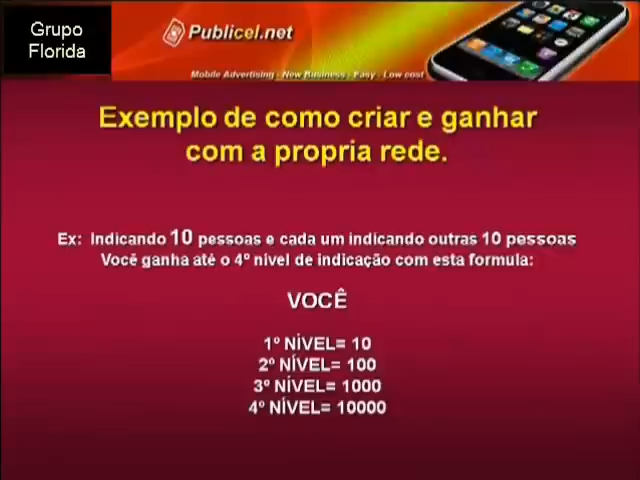 Grupo
Florida
Publicel.net
Mobile Advertising - New Business - Easy - Low cost
Exemplo de como criar e ganhar
com a propria rede.
Ex: Indicando 10 pessoas e cada um indicando outras 10 pessoas
Você ganha até o 4º nivel de indicação com esta formula:
VOCÊ
1º NÍVEL= 10
2º NÍVEL= 100
3º NÍVEL= 1000
4º NÍVEL= 10000